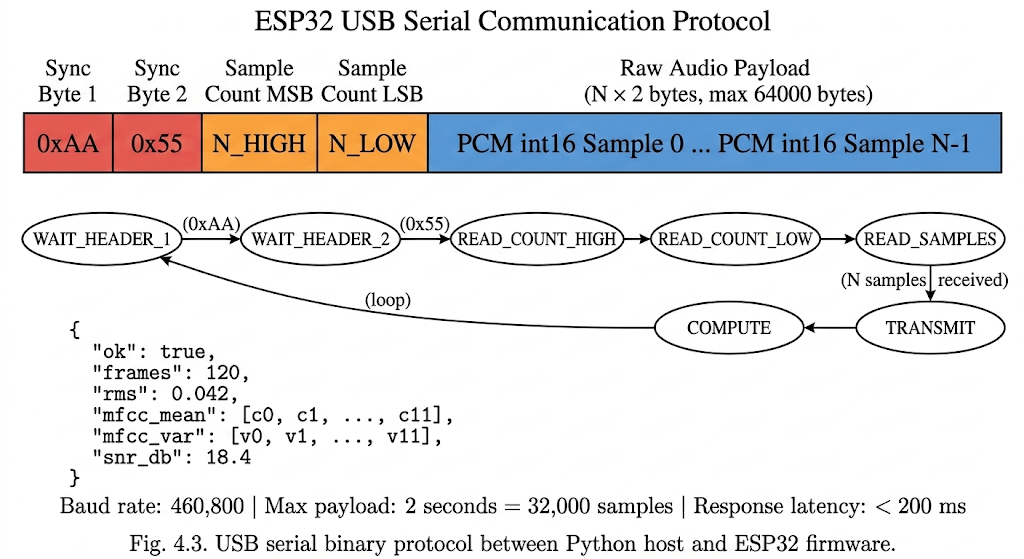 ESP32 USB Serial Communication Protocol
Sync Byte 1
Sync Byte 2
Sample Count MSB
Sample Count LSB
Raw Audio Payload
(N × 2 bytes, max 64000 bytes)
0xAA
0x55
N_HIGH
N_LOW
PCM int16 Sample 0 ... PCM int16 Sample N-1
WAIT_HEADER_1
(0xAA)
WAIT_HEADER_2
(0x55)
READ_COUNT_HIGH
READ_COUNT_LOW
READ_SAMPLES
(N samples received)
TRANSMIT
COMPUTE
(loop)
{
"ok": true,
"frames": 120,
"rms": 0.042,
"mfcc_mean": [c0, c1, ..., c11],
"mfcc_var": [v0, v1, ..., v11],
"snr_db": 18.4
}
Baud rate: 460,800 | Max payload: 2 seconds = 32,000 samples | Response latency: < 200 ms
Fig. 4.3. USB serial binary protocol between Python host and ESP32 firmware.